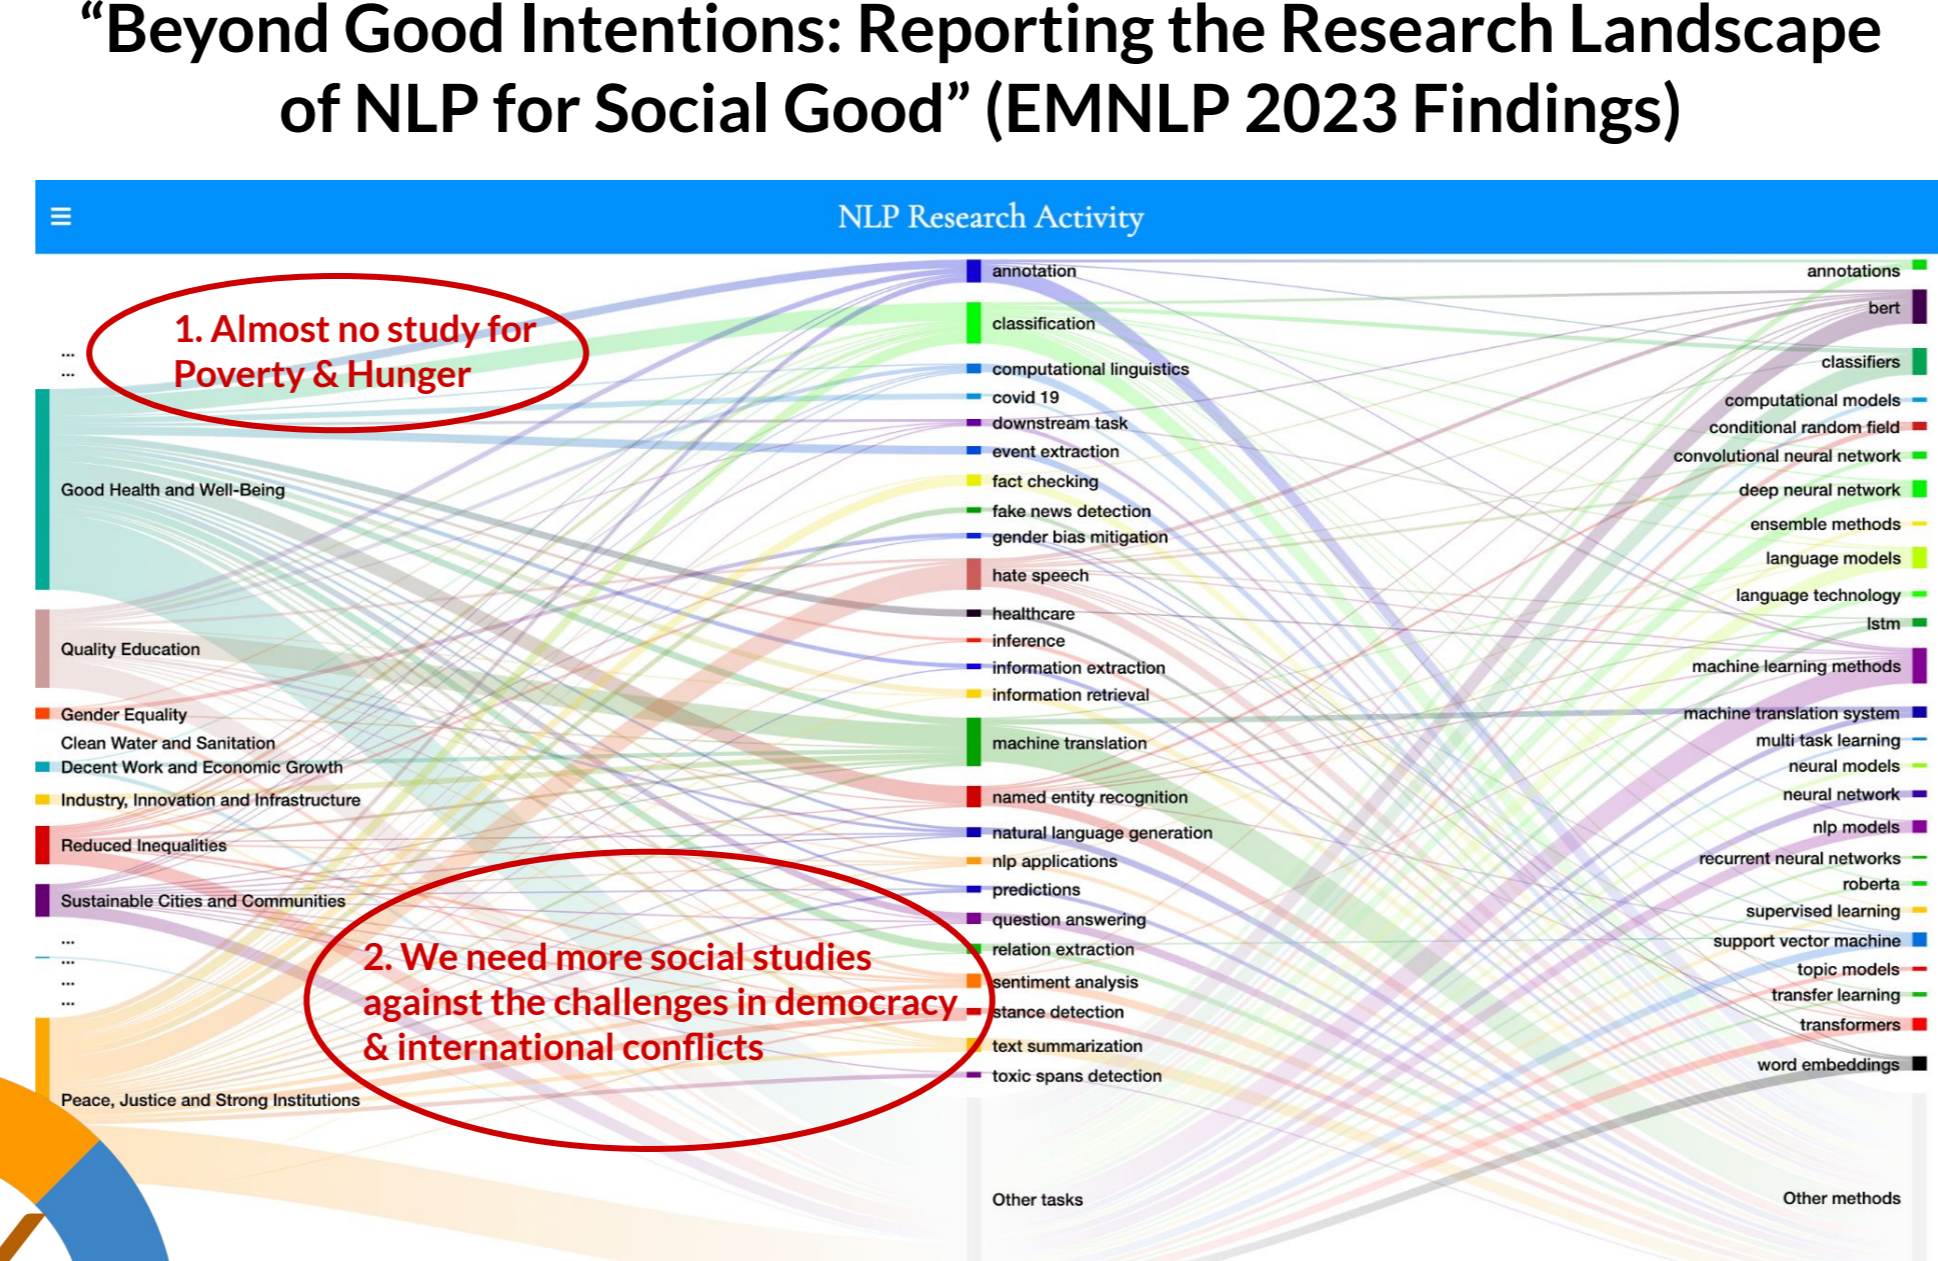 “Beyond Good Intentions: Reporting the Research Landscape
of NLP for Social Good” (EMNLP 2023 Findings)
NLP Research Activity
1. Almost no study for
Poverty & Hunger
...
...
Good Health and Well-Being
Quality Education
Gender Equality
Clean Water and Sanitation
Decent Work and Economic Growth
Industry, Innovation and Infrastructure
Reduced Inequalities
Sustainable Cities and Communities
...
...
...
...
Peace, Justice and Strong Institutions
2. We need more social studies
against the challenges in democracy
& international conflicts
annotation
classification
computational linguistics
covid 19
downstream task
event extraction
fact checking
fake news detection
gender bias mitigation
hate speech
healthcare
inference
information extraction
information retrieval
machine translation
named entity recognition
natural language generation
nlp applications
predictions
question answering
relation extraction
sentiment analysis
stance detection
text summarization
toxic spans detection
Other tasks
annotations
bert
classifiers
computational models
conditional random field
convolutional neural network
deep neural network
ensemble methods
language models
language technology
lstm
machine learning methods
machine translation system
multi task learning
neural models
neural network
nlp models
recurrent neural networks
roberta
supervised learning
support vector machine
topic models
transfer learning
transformers
word embeddings
Other methods